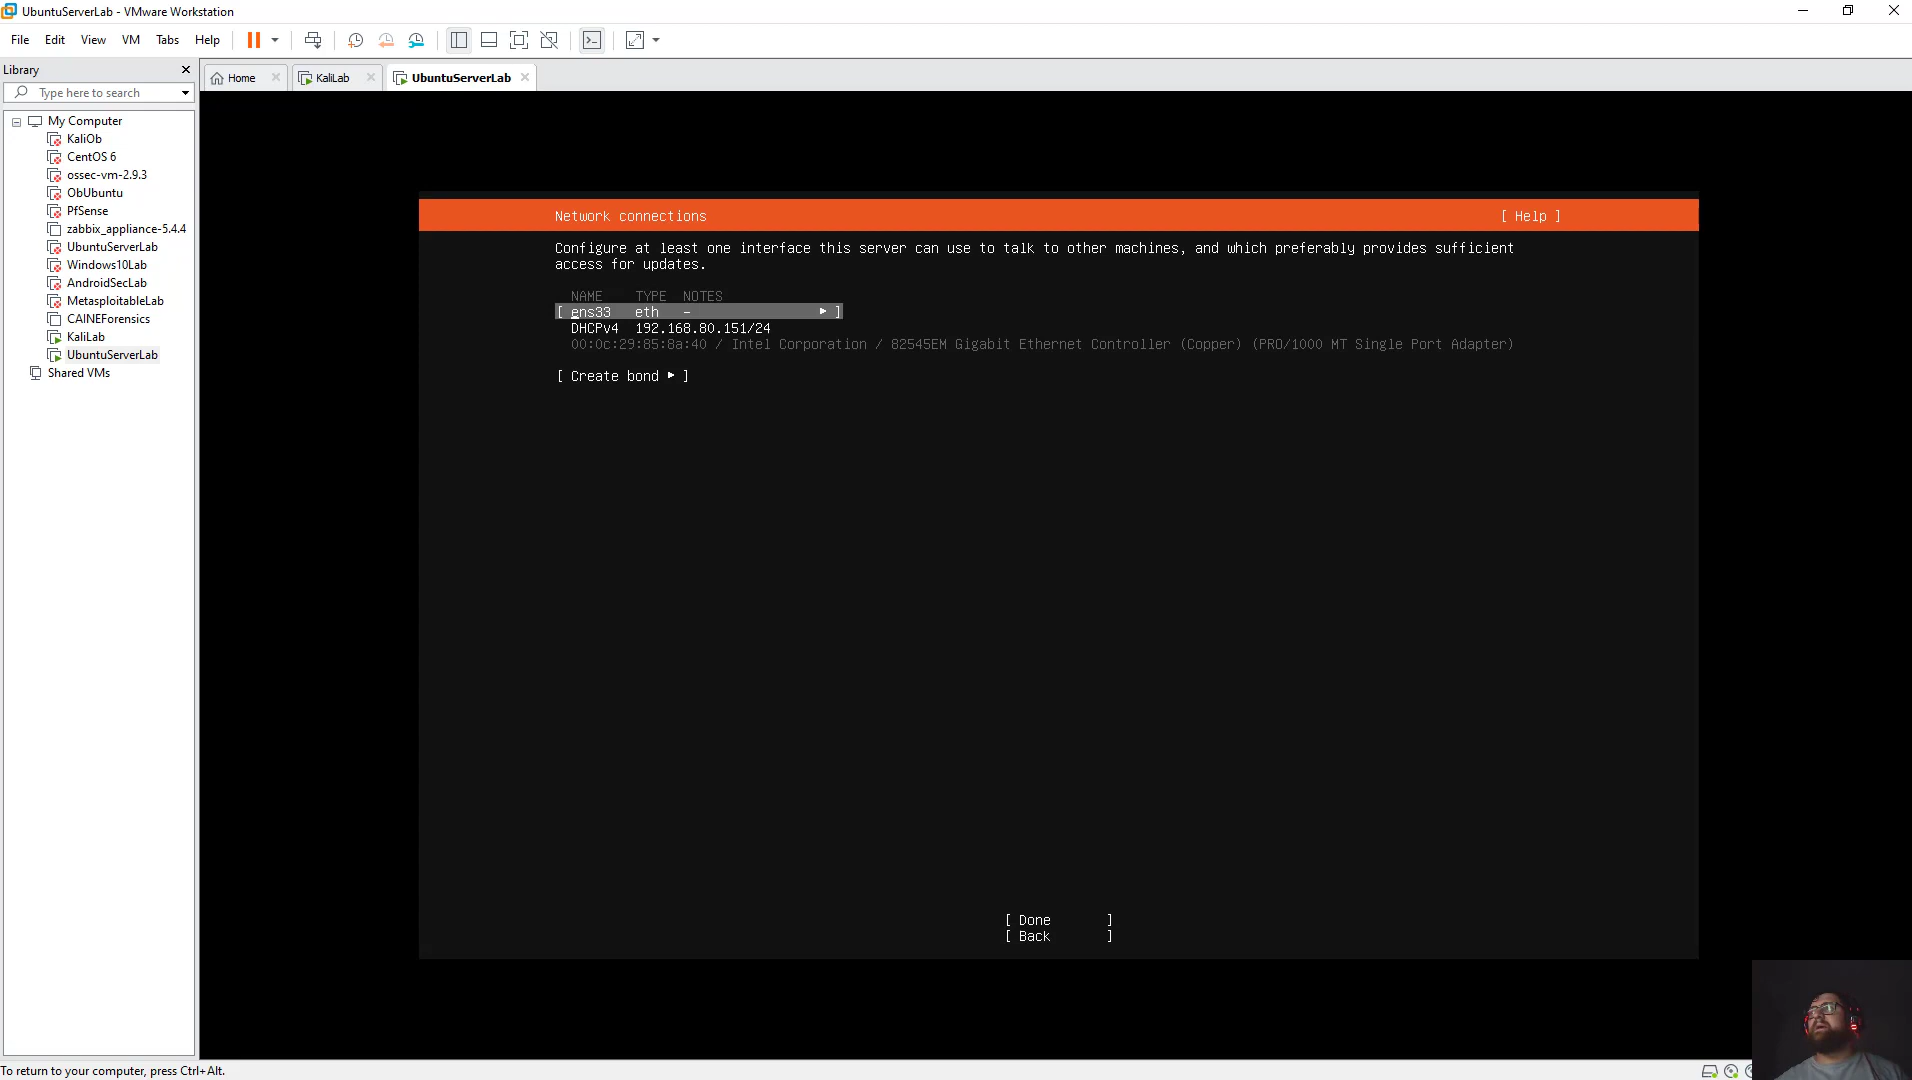 UbuntuServerLab - VMware Workstation
File Edit View VM Tabs Help
Library
Type here to search
My Computer
KaliOb
CentOS 6
ossec-vm-2.9.3
ObUbuntu
PfSense
zabbix_appliance-5.4.4
UbuntuServerLab
Windows10Lab
AndroidSecLab
MetasploitableLab
CAINEForensics
KaliLab
UbuntuServerLab
Shared VMs
Home KaliLab UbuntuServerLab
Network connections [ Help ]
Configure at least one interface this server can use to talk to other machines, and which preferably provides sufficient
access for updates.
NAME TYPE NOTES
[ ens33 eth – ▸ ]
DHCPv4 192.168.80.151/24
00:0c:29:85:8a:40 / Intel Corporation / 82545EM Gigabit Ethernet Controller (Copper) (PRO/1000 MT Single Port Adapter)
[ Create bond ▸ ]
[ Done ]
[ Back ]
To return to your computer, press Ctrl+Alt.